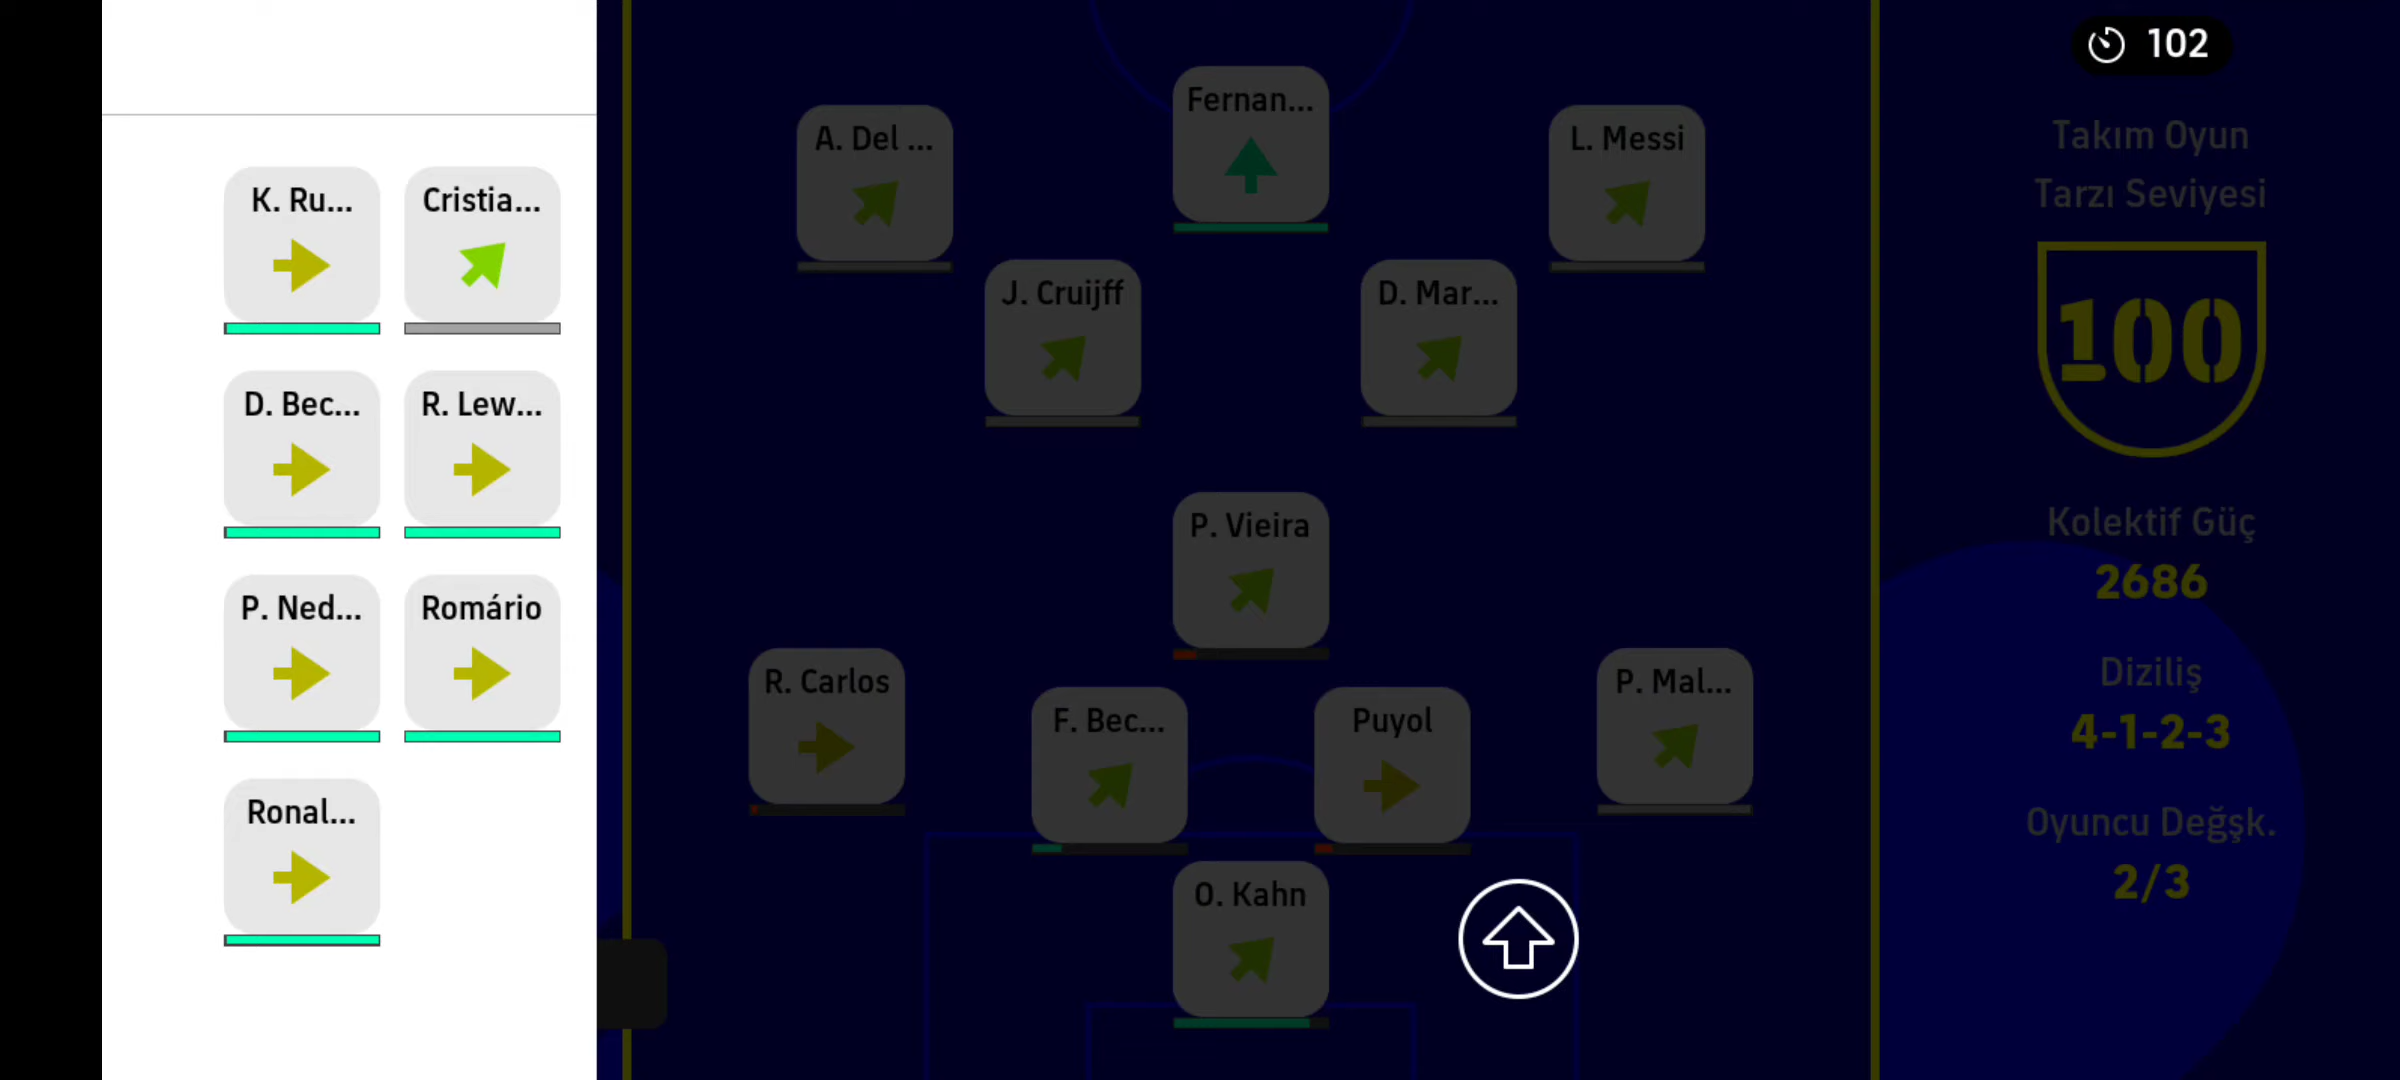 K. Ru...
Cristia...
D. Bec...
R. Lew...
P. Ned...
Romário
Ronal...
Fernan...
A. Del ...
L. Messi
J. Cruijff
D. Mar...
P. Vieira
R. Carlos
P. Mal...
F. Bec...
Puyol
O. Kahn
102
Takım Oyun
Tarzı Seviyesi
100
Kolektif Güç
2686
Diziliş
4-1-2-3
Oyuncu Değşk.
2/3